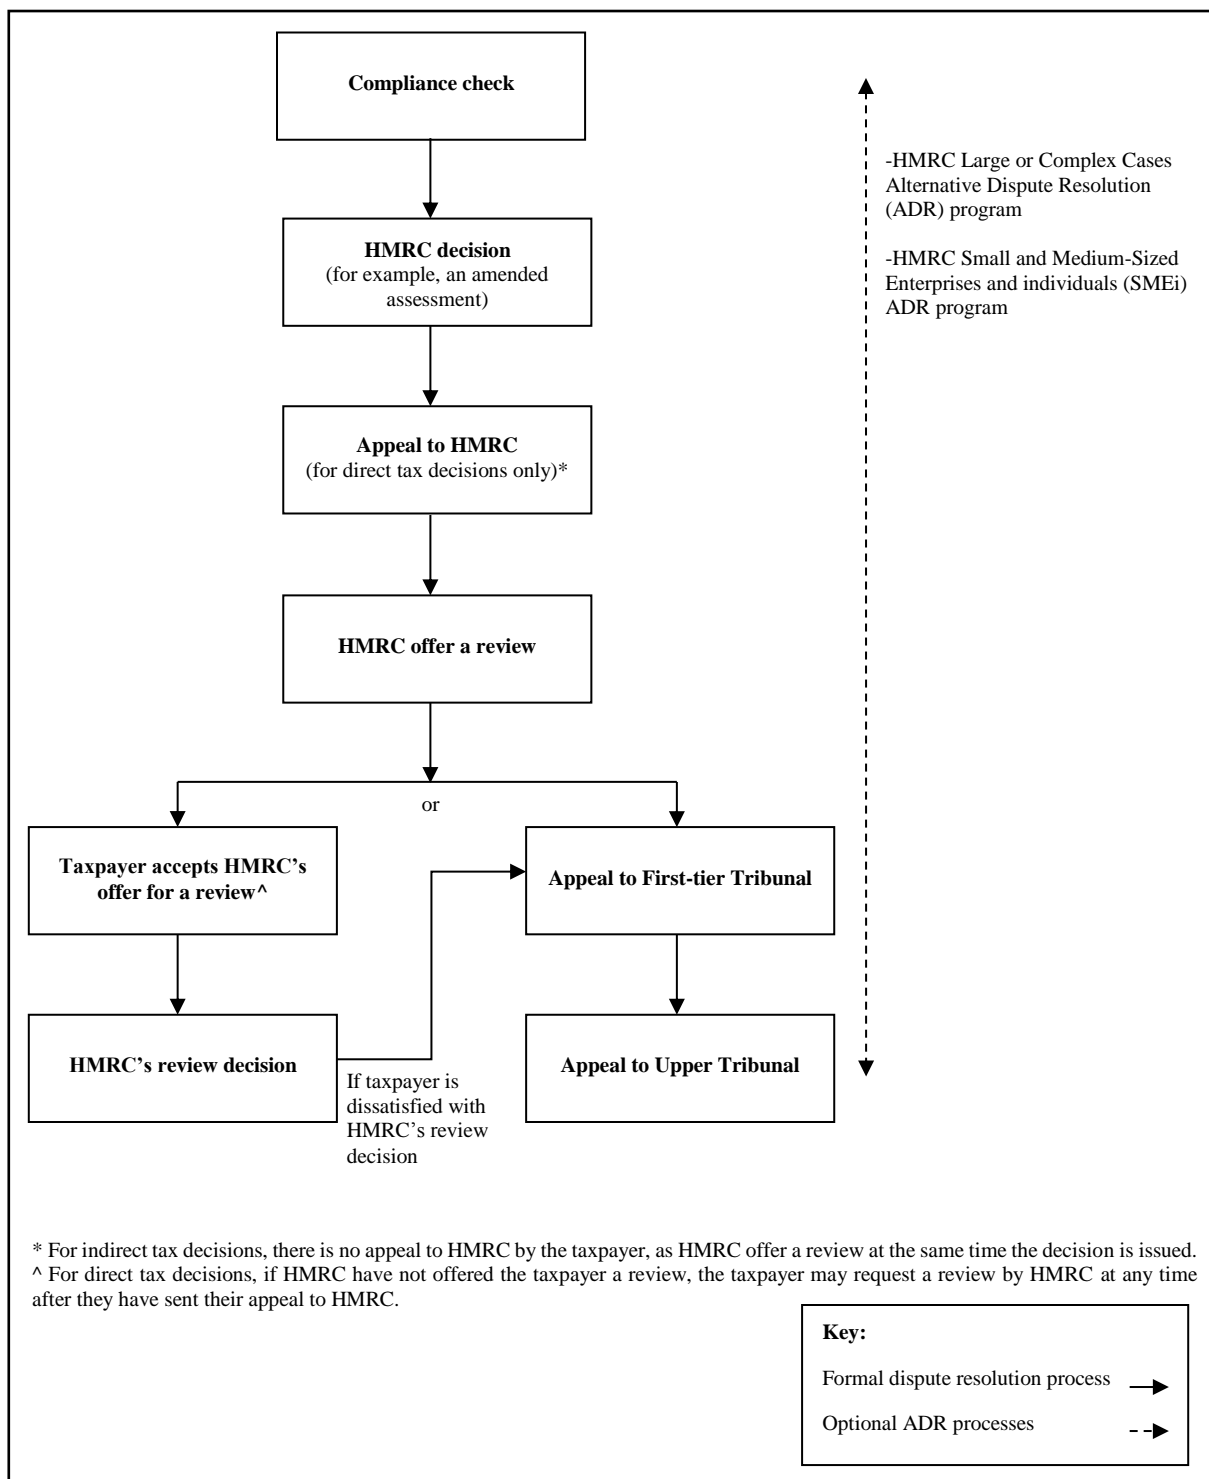 Compliance check
-HMRC Large or Complex Cases
Alternative Dispute Resolution
(ADR) program
-HMRC Small and Medium-Sized
Enterprises and individuals (SMEi)
ADR program
HMRC decision
(for example, an amended
assessment)
Appeal to HMRC
(for direct tax decisions only)*
HMRC offer a review
or
Taxpayer accepts HMRC’s
offer for a review^
Appeal to First-tier Tribunal
HMRC’s review decision
If taxpayer is
dissatisfied with
HMRC’s review
decision
Appeal to Upper Tribunal
* For indirect tax decisions, there is no appeal to HMRC by the taxpayer, as HMRC offer a review at the same time the decision is issued.
^ For direct tax decisions, if HMRC have not offered the taxpayer a review, the taxpayer may request a review by HMRC at any time
after they have sent their appeal to HMRC.
Key:
Formal dispute resolution process
Optional ADR processes